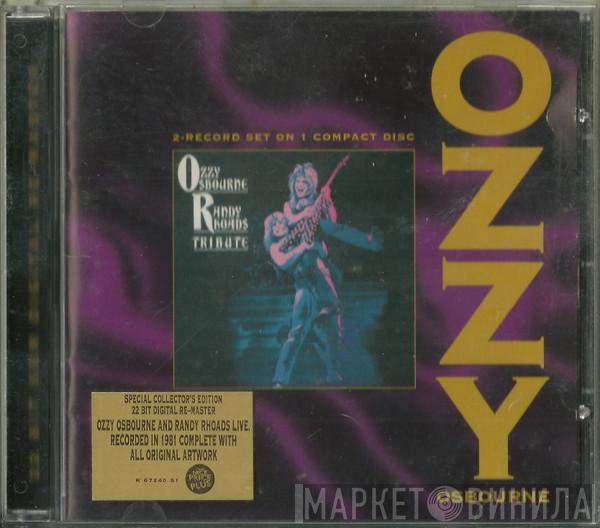 2-RECORD SET ON 1 COMPACT DISC
OZZY
OSBOURNE
RANDY
RHOADS
TRIBUTE
OZZY
OSBOURNE
SPECIAL COLLECTOR'S EDITION
22 BIT DIGITAL RE-MASTER
OZZY OSBOURNE AND RANDY RHOADS LIVE.
RECORDED IN 1981 COMPLETE WITH
ALL ORIGINAL ARTWORK
PRICE
PLUS
МАРКЕТ ВИНИЛА